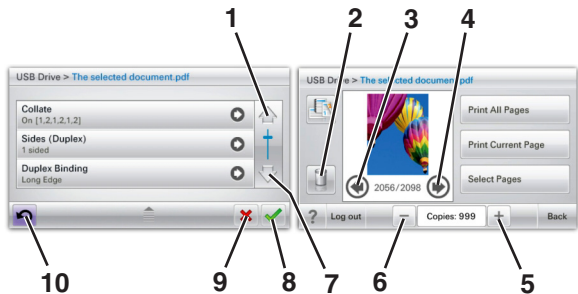 1
2
3
4
USB Drive > The selected document.pdf
Collate
On [1,2,1,2,1,2]
Sides (Duplex)
1 sided
Duplex Binding
Long Edge
USB Drive > The selected document.pdf
Print All Pages
Print Current Page
Select Pages
2056/2098
? Log out
Copies: 999
Back
10
9
8
7
6
5